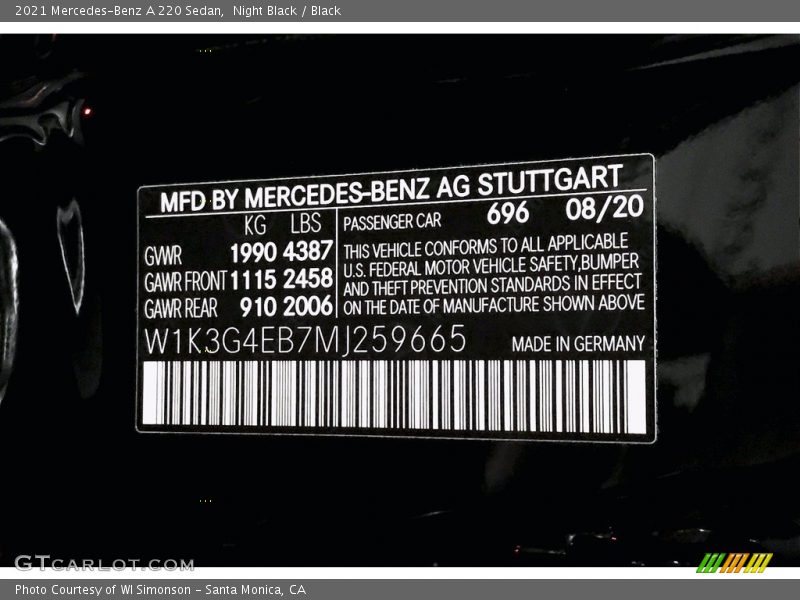 2021 Mercedes-Benz A 220 Sedan,  Night Black / Black
MFD BY MERCEDES-BENZ AG STUTTGART
KG LBS
GWR 1990 4387
GAWR FRONT 1115 2458
GAWR REAR 910 2006
PASSENGER CAR 696 08/20
THIS VEHICLE CONFORMS TO ALL APPLICABLE
U.S. FEDERAL MOTOR VEHICLE SAFETY,BUMPER
AND THEFT PREVENTION STANDARDS IN EFFECT
ON THE DATE OF MANUFACTURE SHOWN ABOVE
W1K3G4EB7MJ259665
MADE IN GERMANY
GTCARLOT.COM
Photo Courtesy of WI Simonson - Santa Monica, CA